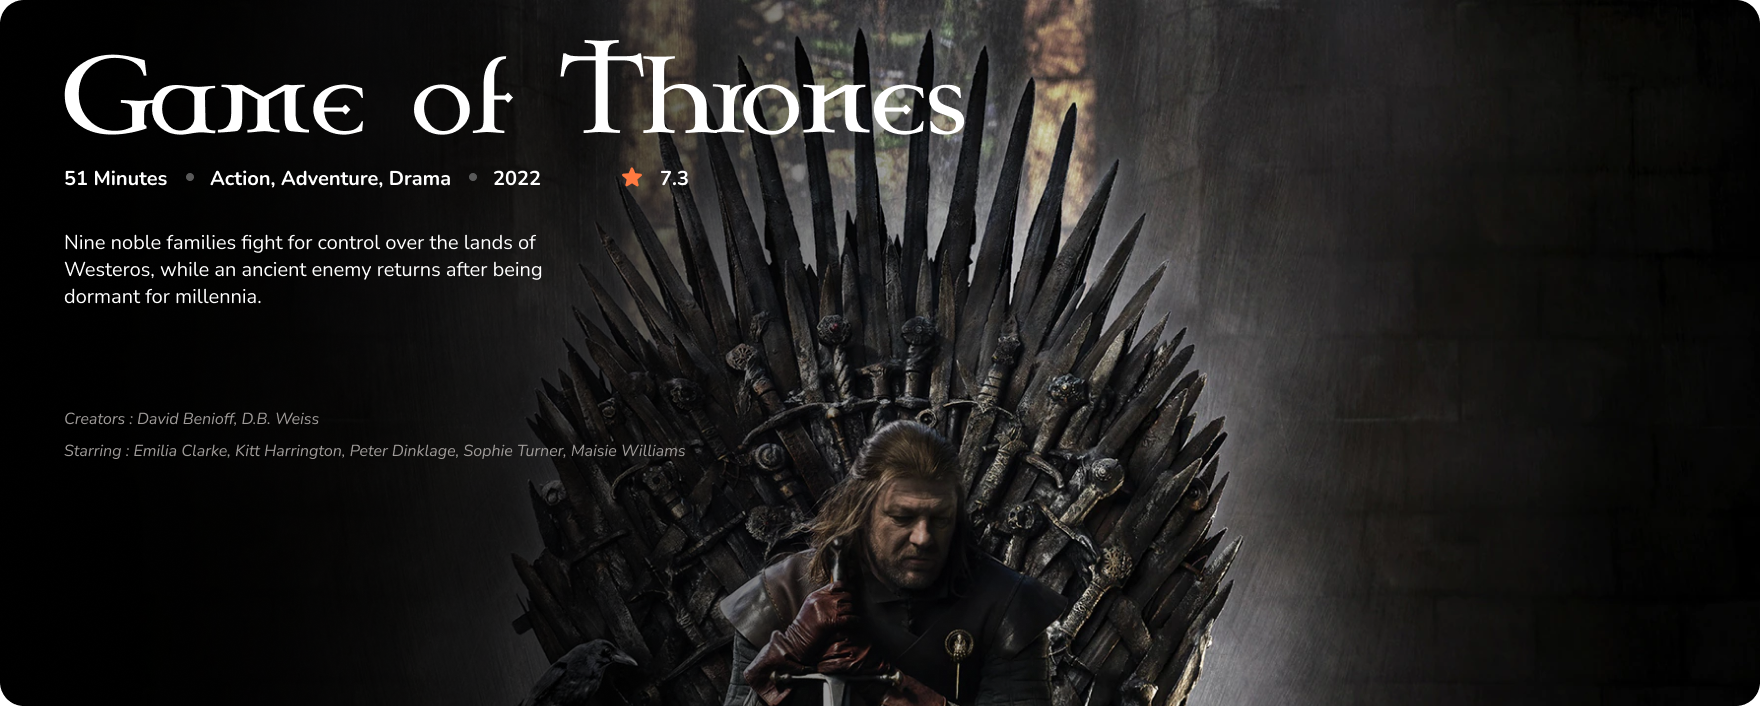 Game of Thrones
51 Minutes • Action, Adventure, Drama • 2022 7.3
Nine noble families fight for control over the lands of
Westeros, while an ancient enemy returns after being
dormant for millennia.
Creators : David Benioff, D.B. Weiss
Starring : Emilia Clarke, Kitt Harrington, Peter Dinklage, Sophie Turner, Maisie Williams